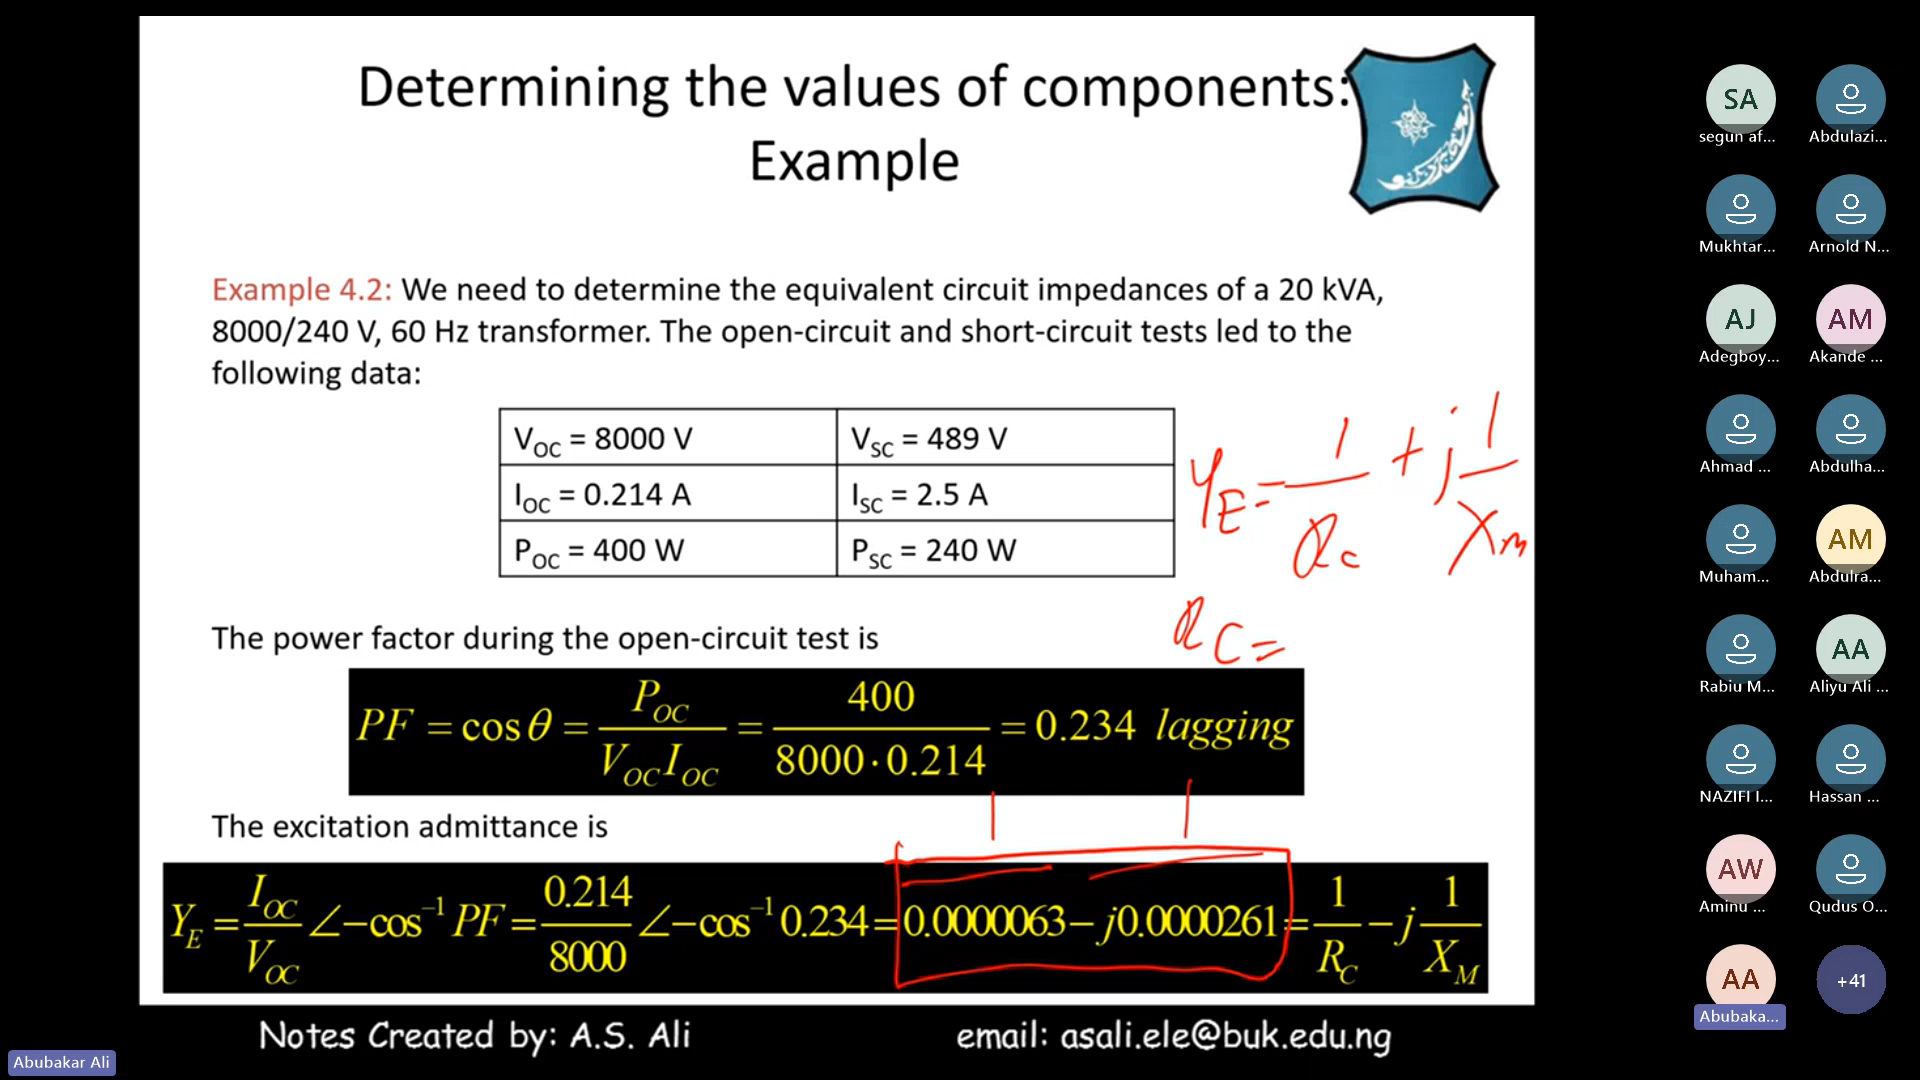 Determining the values of components:
Example
Example 4.2: We need to determine the equivalent circuit impedances of a 20 kVA,
8000/240 V, 60 Hz transformer. The open-circuit and short-circuit tests led to the
following data:
V_OC = 8000 V V_SC = 489 V
I_OC = 0.214 A I_SC = 2.5 A
P_OC = 400 W P_SC = 240 W
Y_E = 1/R_c + j 1/X_m
R_C =
The power factor during the open-circuit test is
PF = cos θ = P_OC / V_OC I_OC = 400 / 8000·0.214 = 0.234 lagging
The excitation admittance is
Y_E = I_OC / V_OC ∠−cos⁻¹ PF = 0.214 / 8000 ∠−cos⁻¹ 0.234 = 0.0000063 − j0.0000261 = 1/R_C − j 1/X_M
Notes Created by: A.S. Ali email: asali.ele@buk.edu.ng
Abubakar Ali
SA
segun af...
Abdulazi...
Mukhtar...
Arnold N...
AJ
Adegboy...
AM
Akande ...
Ahmad ...
Abdulha...
Muham...
AM
Abdulra...
Rabiu M...
AA
Aliyu Ali ...
NAZIFI I...
Hassan ...
AW
Aminu ...
Qudus O...
AA
Abubaka...
+41